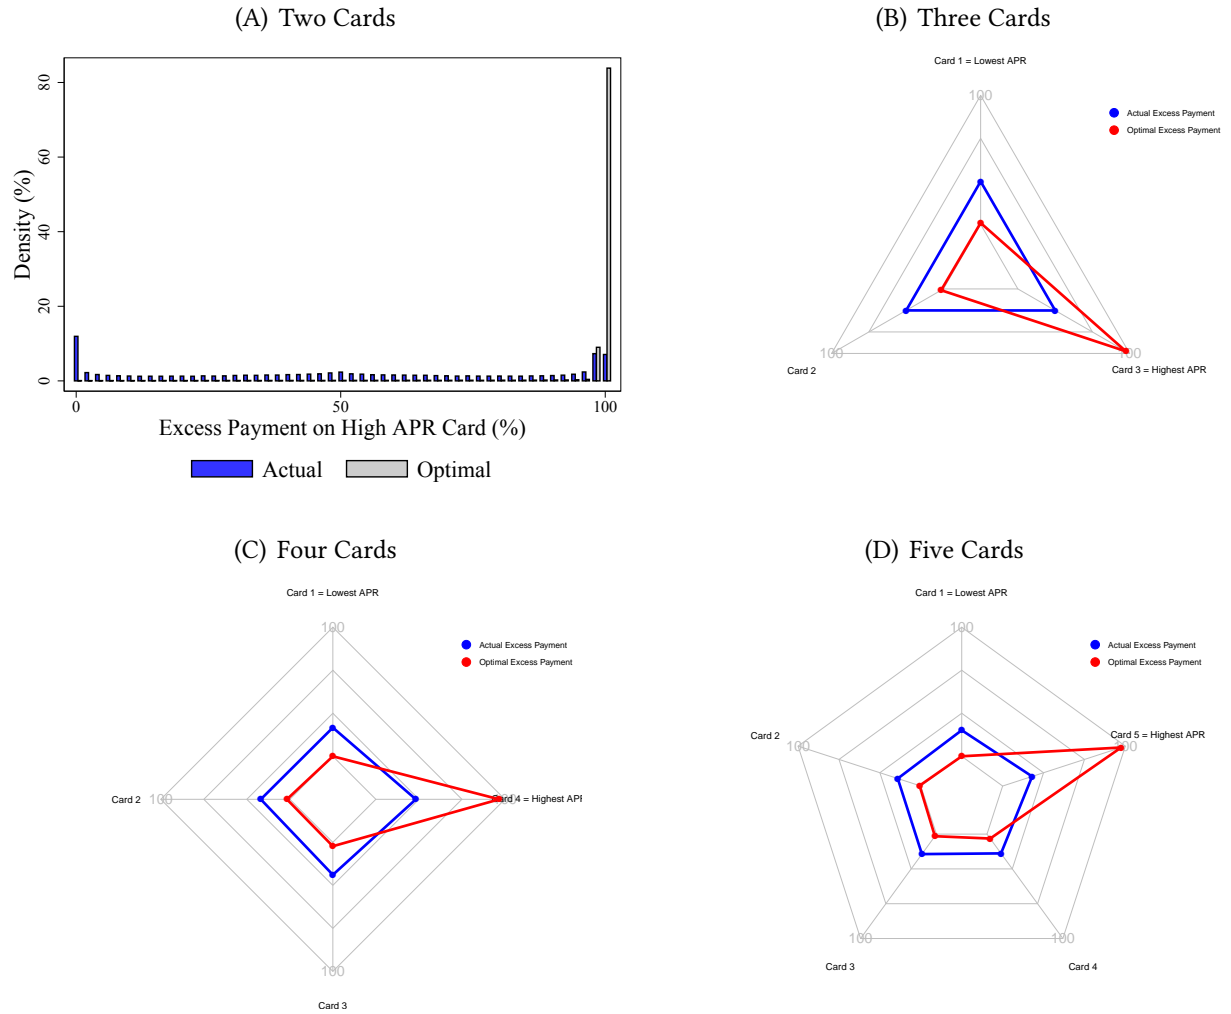 (A) Two Cards
80
60
40
20
0
Density (%)
0
50
100
Excess Payment on High APR Card (%)
Actual
Optimal
(B) Three Cards
Card 1 = Lowest APR
100
Actual Excess Payment
Optimal Excess Payment
100
100
Card 2
Card 3 = Highest APR
(C) Four Cards
Card 1 = Lowest APR
100
Actual Excess Payment
Optimal Excess Payment
Card 2
100
Card 4 = Highest APR
100
Card 3
(D) Five Cards
Card 1 = Lowest APR
100
Actual Excess Payment
Optimal Excess Payment
Card 2
100
Card 5 = Highest APR
100
100
100
Card 3
Card 4